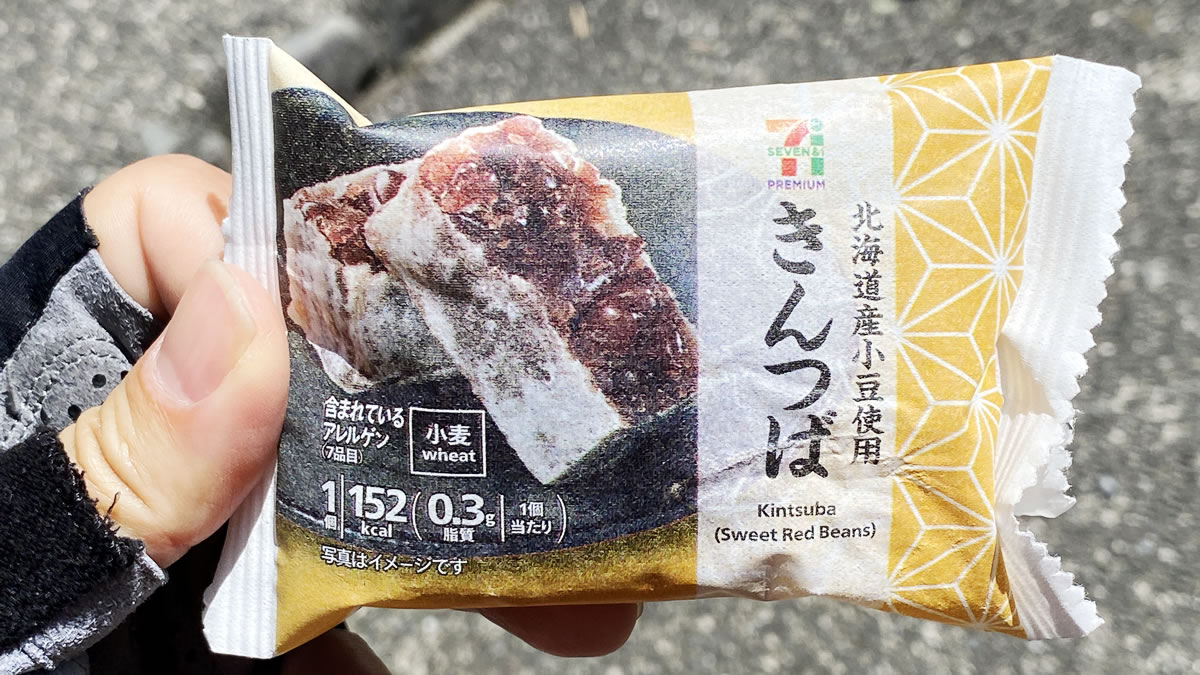 7
SEVEN&i
PREMIUM
北海道産小豆使用
きんつば
Kintsuba
(Sweet Red Beans)
含まれている
アレルゲン
(7品目)
小麦
wheat
1個 152kcal (0.3g 脂質 1個当たり)
写真はイメージです